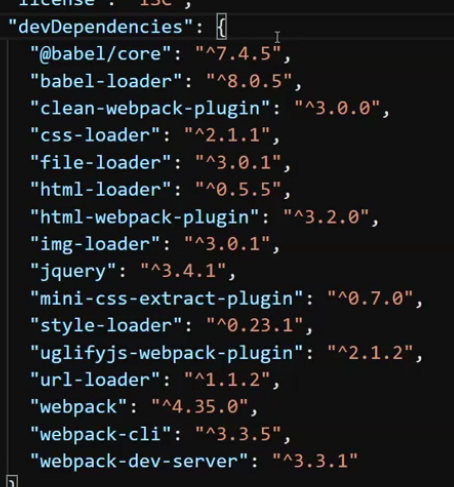 license": "ISC",
"devDependencies": {
"@babel/core": "^7.4.5",
"babel-loader": "^8.0.5",
"clean-webpack-plugin": "^3.0.0",
"css-loader": "^2.1.1",
"file-loader": "^3.0.1",
"html-loader": "^0.5.5",
"html-webpack-plugin": "^3.2.0",
"img-loader": "^3.0.1",
"jquery": "^3.4.1",
"mini-css-extract-plugin": "^0.7.0",
"style-loader": "^0.23.1",
"uglifyjs-webpack-plugin": "^2.1.2",
"url-loader": "^1.1.2",
"webpack": "^4.35.0",
"webpack-cli": "^3.3.5",
"webpack-dev-server": "^3.3.1"
}